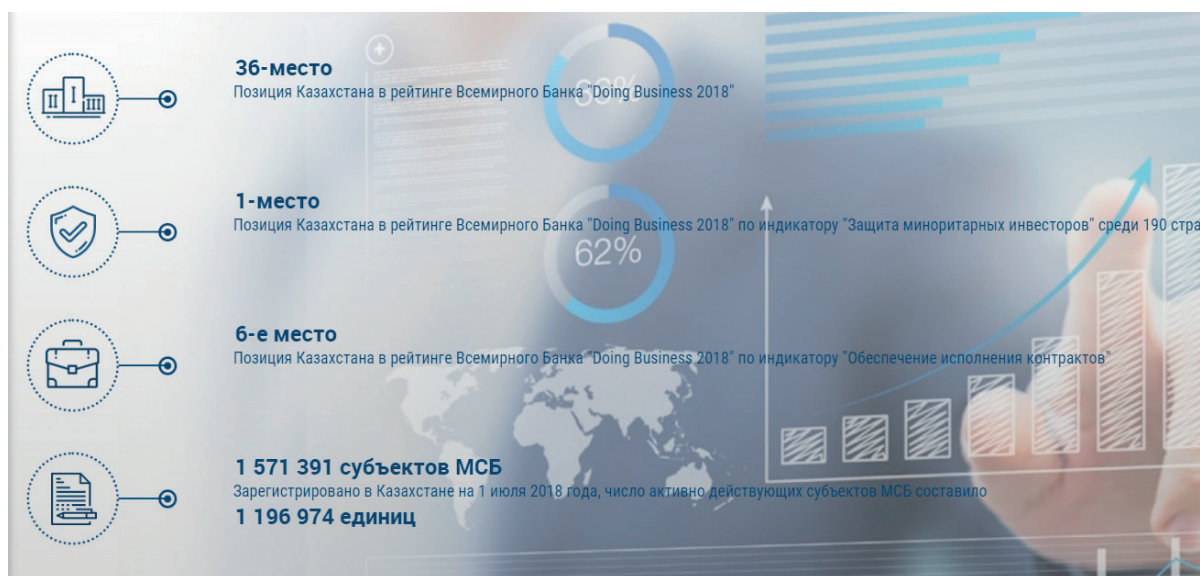 36-место
Позиция Казахстана в рейтинге Всемирного Банка "Doing Business 2018"
1-место
Позиция Казахстана в рейтинге Всемирного Банка "Doing Business 2018" по индикатору "Защита миноритарных инвесторов" среди 190 стра
62%
6-е место
Позиция Казахстана в рейтинге Всемирного Банка "Doing Business 2018" по индикатору "Обеспечение исполнения контрактов"
1 571 391 субъектов МСБ
Зарегистрировано в Казахстане на 1 июля 2018 года, число активно действующих субъектов МСБ составило
1 196 974 единиц
II I III